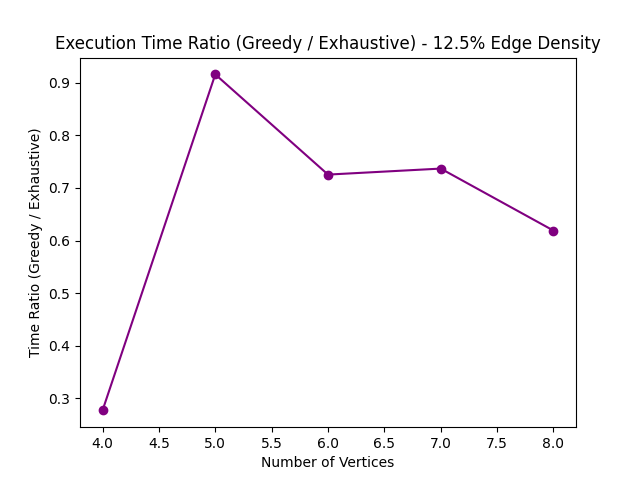 Execution Time Ratio (Greedy / Exhaustive) - 12.5% Edge Density
Time Ratio (Greedy / Exhaustive)
0.9
0.8
0.7
0.6
0.5
0.4
0.3
4.0 4.5 5.0 5.5 6.0 6.5 7.0 7.5 8.0
Number of Vertices